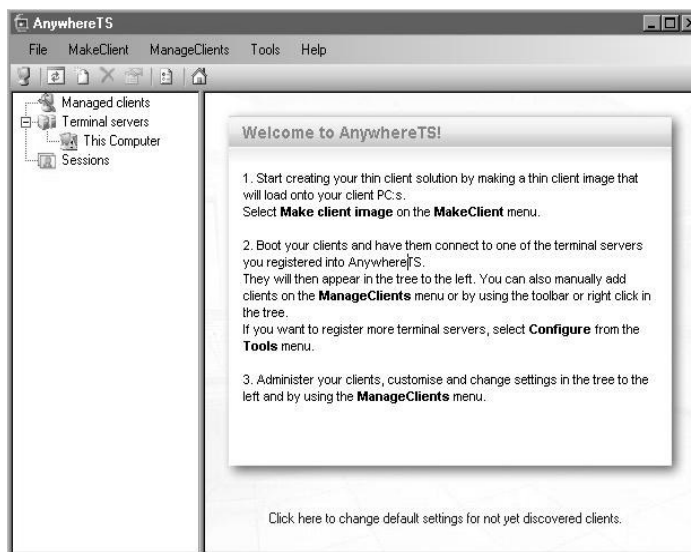 AnywhereTS
File MakeClient ManageClients Tools Help
Managed clients
Terminal servers
This Computer
Sessions
Welcome to AnywhereTS!
1. Start creating your thin client solution by making a thin client image that
will load onto your client PC:s.
Select Make client image on the MakeClient menu.
2. Boot your clients and have them connect to one of the terminal servers
you registered into AnywhereTS.
They will then appear in the tree to the left. You can also manually add
clients on the ManageClients menu or by using the toolbar or right click in
the tree.
If you want to register more terminal servers, select Configure from the
Tools menu.
3. Administer your clients, customise and change settings in the tree to the
left and by using the ManageClients menu.
Click here to change default settings for not yet discovered clients.